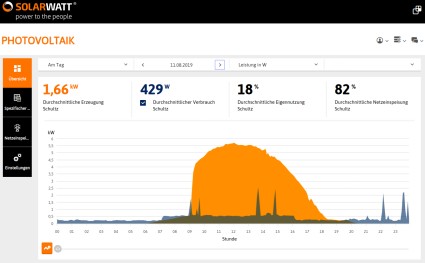 SOLARWATT®
power to the people
PHOTOVOLTAIK
Am Tag
11.08.2019
Leistung in W
Übersicht
Spezifischer ...
Netzeinspei...
Einstellungen
1,66 kW
Durchschnittliche Erzeugung
Schultz
429 W
Durchschnittlicher Verbrauch
Schultz
18 %
Durchschnittliche Eigennutzung
Schultz
82 %
Durchschnittliche Netzeinspeisung
Schultz
kW
6
5.5
5
4.5
4
3.5
3
2.5
2
1.5
1
0.5
0
00 01 02 03 04 05 06 07 08 09 10 11 12 13 14 15 16 17 18 19 20 21 22 23
Stunde